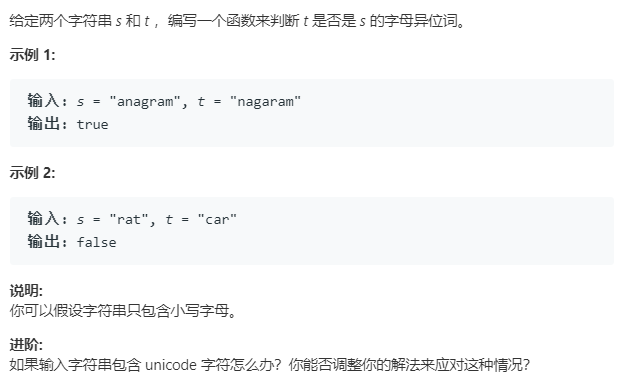 给定两个字符串 s 和 t ，编写一个函数来判断 t 是否是 s 的字母异位词。
示例 1:
输入: s = "anagram", t = "nagaram"
输出: true
示例 2:
输入: s = "rat", t = "car"
输出: false
说明:
你可以假设字符串只包含小写字母。
进阶:
如果输入字符串包含 unicode 字符怎么办？你能否调整你的解法来应对这种情况？